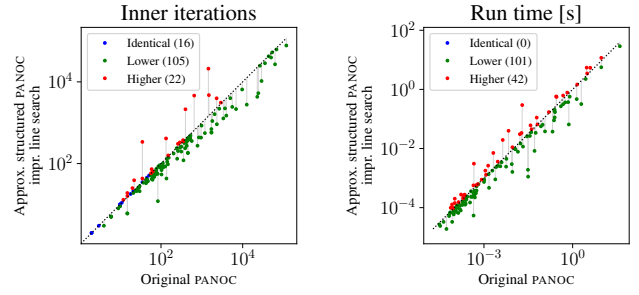 Inner iterations
Identical (16)
Lower (105)
Higher (22)
10^4
10^2
10^2
10^4
Approx. structured PANOC
impr. line search
Original PANOC
Run time [s]
Identical (0)
Lower (101)
Higher (42)
10^2
10^0
10^-2
10^-4
10^-3
10^0
Approx. structured PANOC
impr. line search
Original PANOC